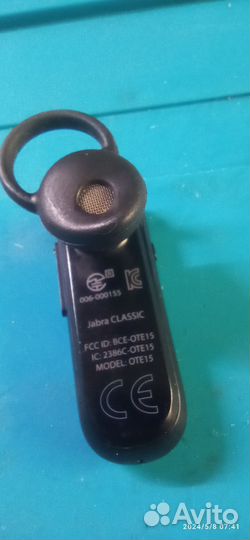 R
006-000155
Jabra CLASSIC
FCC ID: BCE-OTE15
IC: 2386C-OTE15
MODEL: OTE15
CE
Avito
2024/5/8 07:41